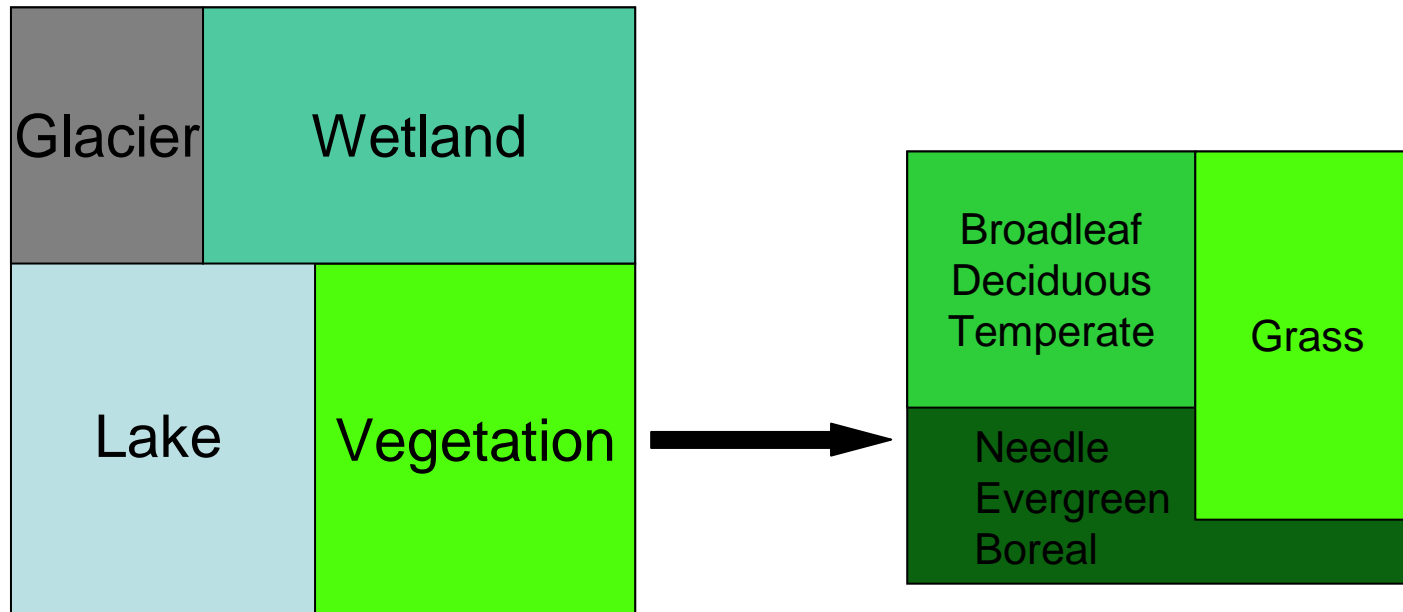 Glacier
Wetland
Lake
Vegetation
Broadleaf
Deciduous
Temperate
Grass
Needle
Evergreen
Boreal